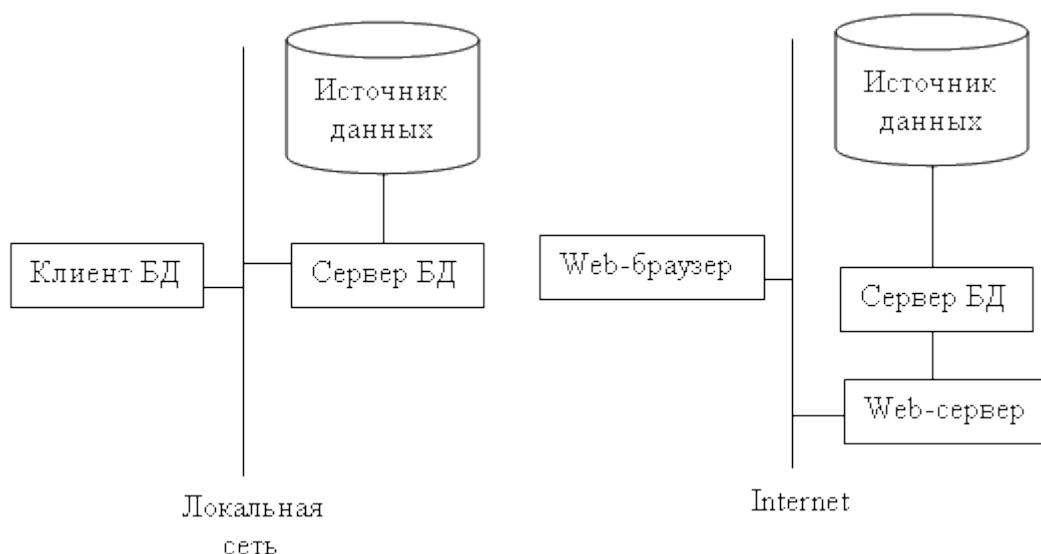 Источник
данных
Клиент БД
Сервер БД
Локальная
сеть
Источник
данных
Web-браузер
Сервер БД
Web-сервер
Internet